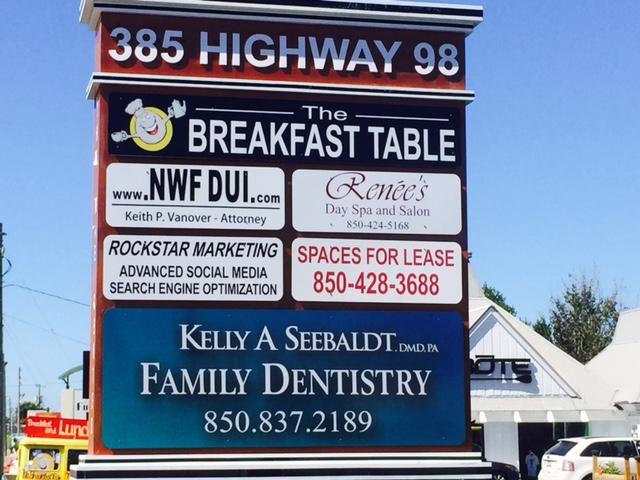 385 HIGHWAY 98
The
BREAKFAST TABLE
www.NWFDUI.com
Keith P. Vanover - Attorney
Renée's
Day Spa and Salon
850-424-5168
ROCKSTAR MARKETING
ADVANCED SOCIAL MEDIA
SEARCH ENGINE OPTIMIZATION
SPACES FOR LEASE
850-428-3688
KELLY A SEEBALDT, DMD, PA
FAMILY DENTISTRY
850.837.2189
Breakfast